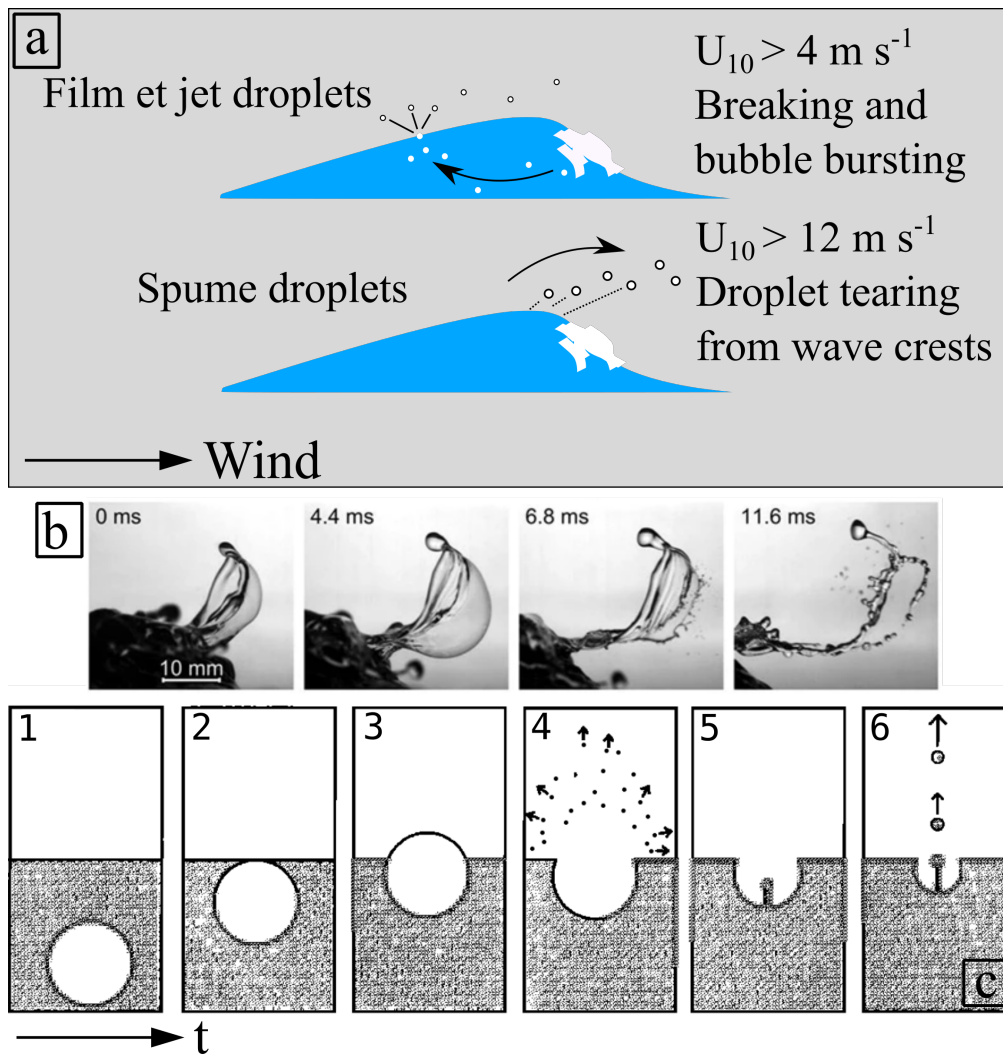 a
Film et jet droplets
U₁₀ > 4 m s⁻¹
Breaking and
bubble bursting
Spume droplets
U₁₀ > 12 m s⁻¹
Droplet tearing
from wave crests
Wind
b
0 ms
4.4 ms
6.8 ms
11.6 ms
10 mm
1
2
3
4
5
6
c
t